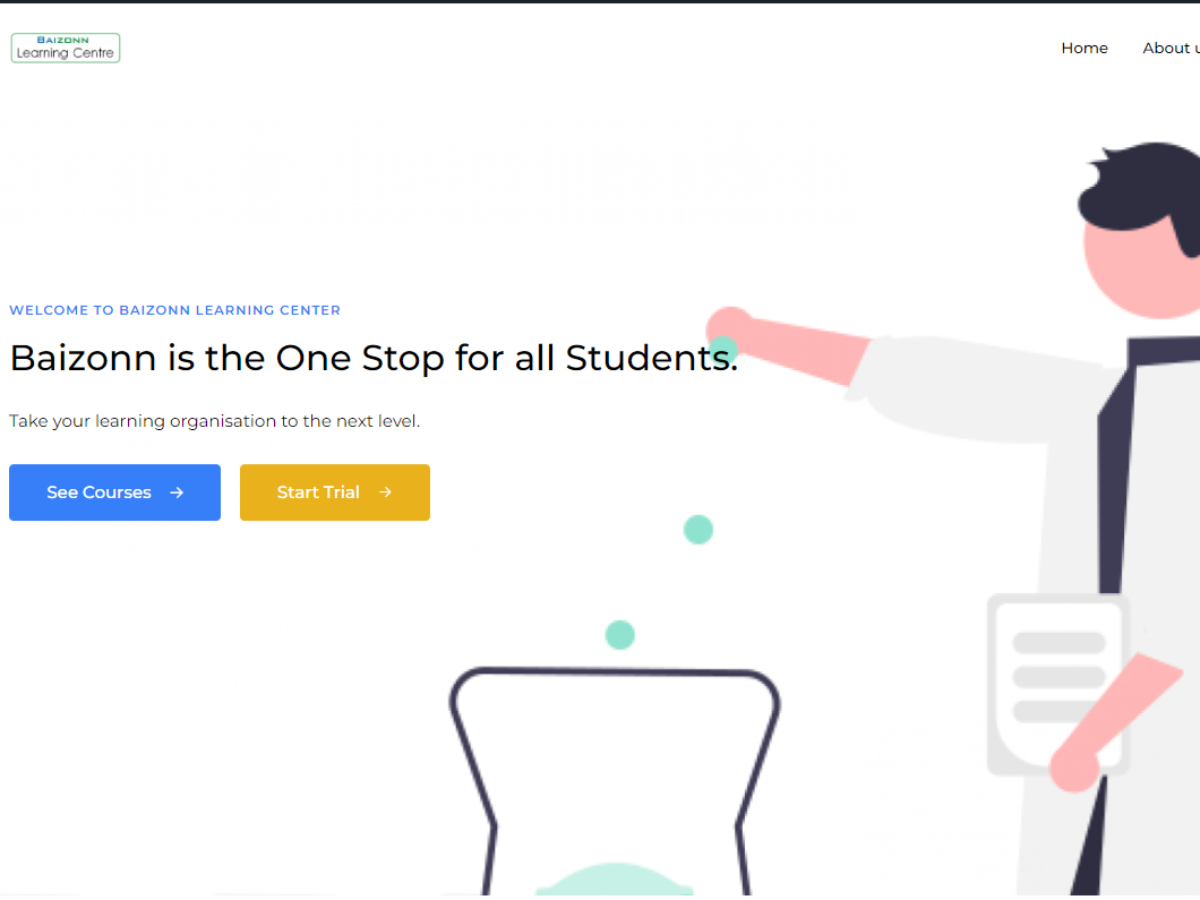 BAIZONN
Learning Centre
Home
About u
WELCOME TO BAIZONN LEARNING CENTER
Baizonn is the One Stop for all Students.
Take your learning organisation to the next level.
See Courses →
Start Trial →